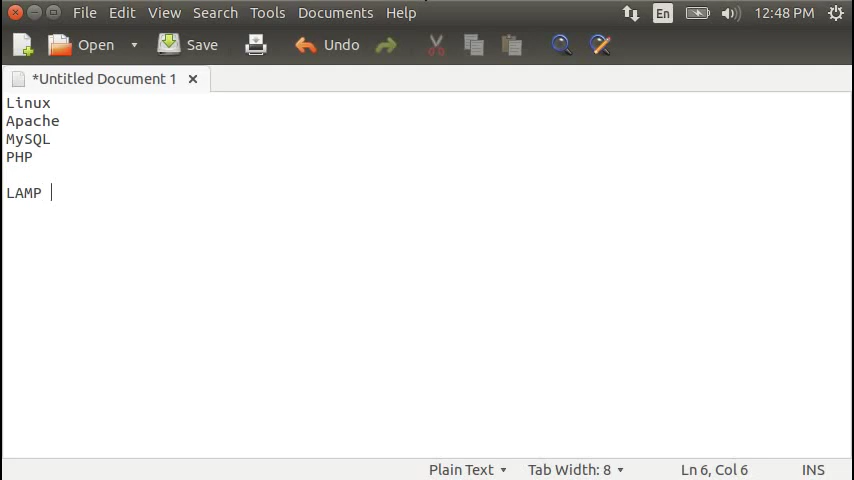 File Edit View Search Tools Documents Help En 12:48 PM
Open Save Undo
*Untitled Document 1
Linux
Apache
MySQL
PHP
LAMP
Plain Text Tab Width: 8 Ln 6, Col 6 INS